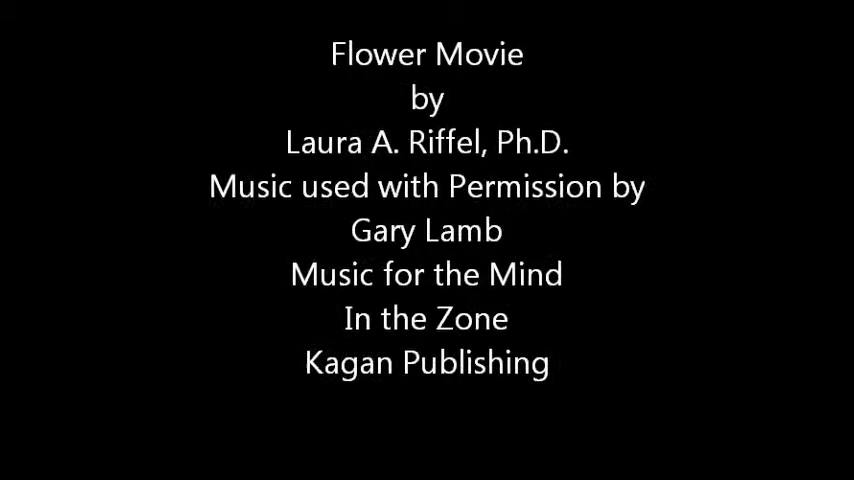 Flower Movie
by
Laura A. Riffel, Ph.D.
Music used with Permission by
Gary Lamb
Music for the Mind
In the Zone
Kagan Publishing